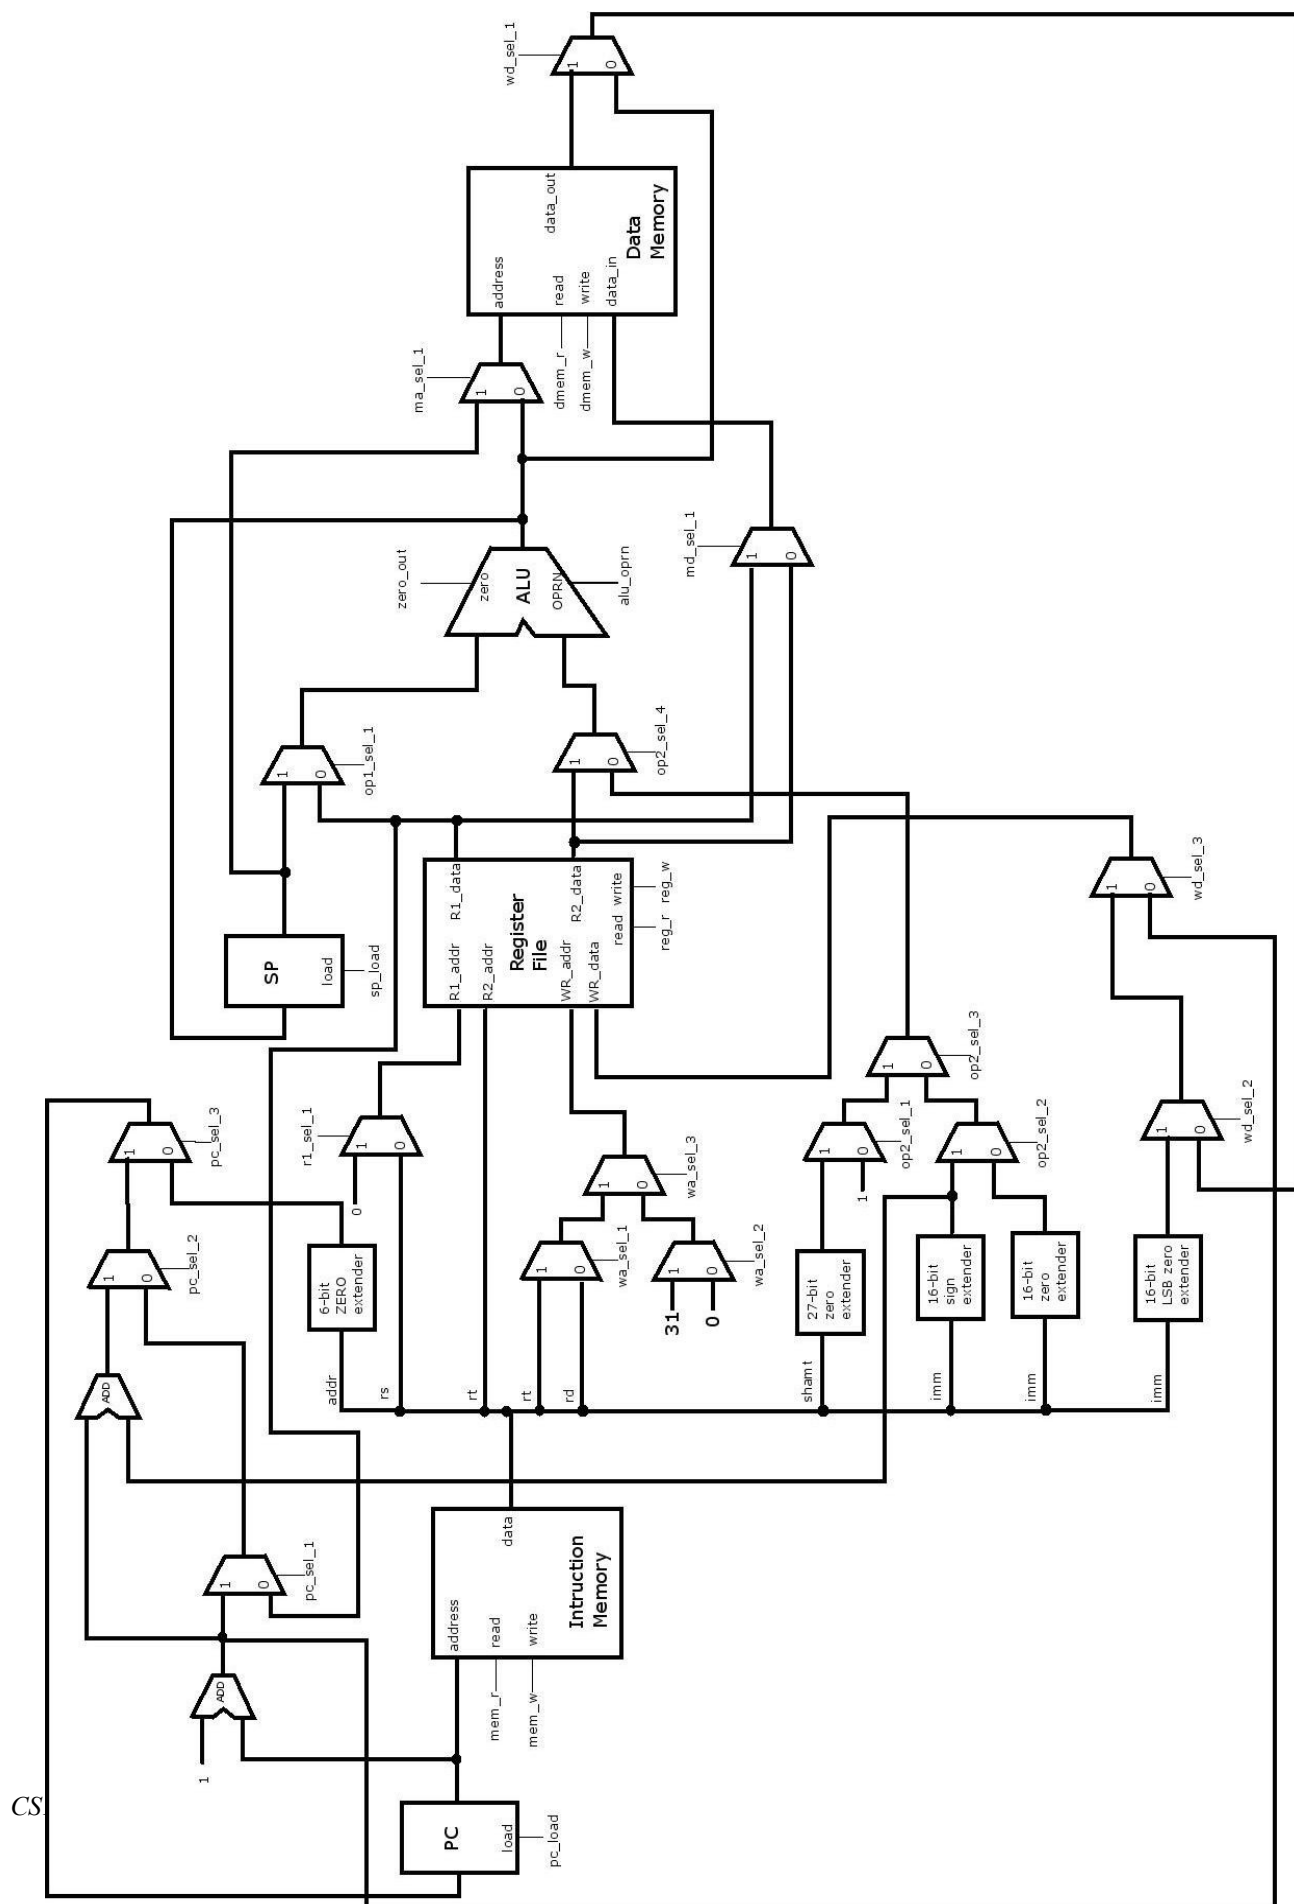 wd_sel_1
1
0
data_out
Data
Memory
address
read
write
data_in
ma_sel_1
1
0
dmem_r
dmem_w
zero_out
zero
ALU
OPRN
alu_oprn
md_sel_1
1
0
1
0
op1_sel_1
1
0
op2_sel_4
SP
load
sp_load
R1_data
R2_data
Register
File
read write
R1_addr
R2_addr
WR_addr
WR_data
reg_r reg_w
1
0
wd_sel_3
1
0
pc_sel_3
r1_sel_1
1
0
0
1
0
wa_sel_3
1
0
op2_sel_3
1
0
op2_sel_1
1
1
0
op2_sel_2
1
0
wd_sel_2
1
0
pc_sel_2
6-bit
ZERO
extender
1
0
wa_sel_1
1
0
wa_sel_2
31
0
27-bit
zero
extender
16-bit
sign
extender
16-bit
zero
extender
16-bit
LSB zero
extender
ADD
addr
rs
rt
rt
rd
shamt
imm
imm
imm
1
0
pc_sel_1
data
Intruction
Memory
address
read
write
mem_r
mem_w
ADD
1
CS
PC
load
pc_load